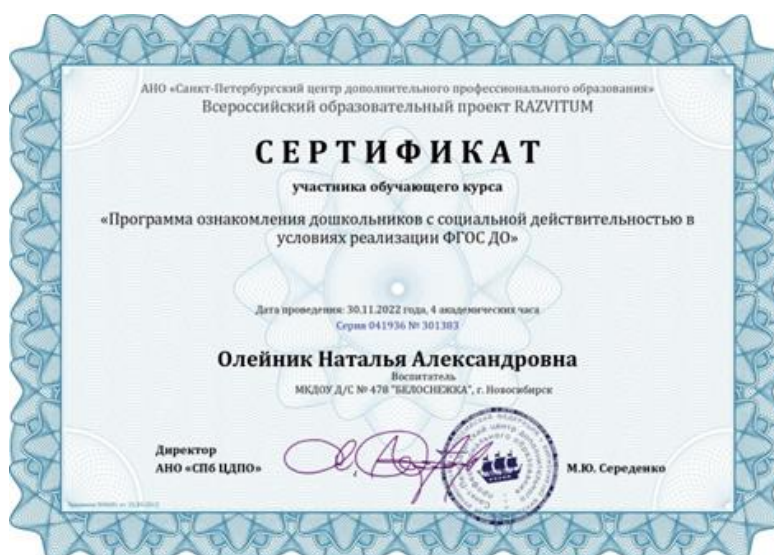 АНО «Санкт-Петербургский центр дополнительного профессионального образования»
Всероссийский образовательный проект RAZVITUM
СЕРТИФИКАТ
участника обучающего курса
«Программа ознакомления дошкольников с социальной действительностью в
условиях реализации ФГОС ДО»
Дата проведения: 30.11.2022 года, 4 академических часа
Серия 041936 № 301383
Олейник Наталья Александровна
Воспитатель
МКДОУ Д/С № 478 "БЕЛОСНЕЖКА", г. Новосибирск
Директор
АНО «СПб ЦДПО»
М.Ю. Середенко